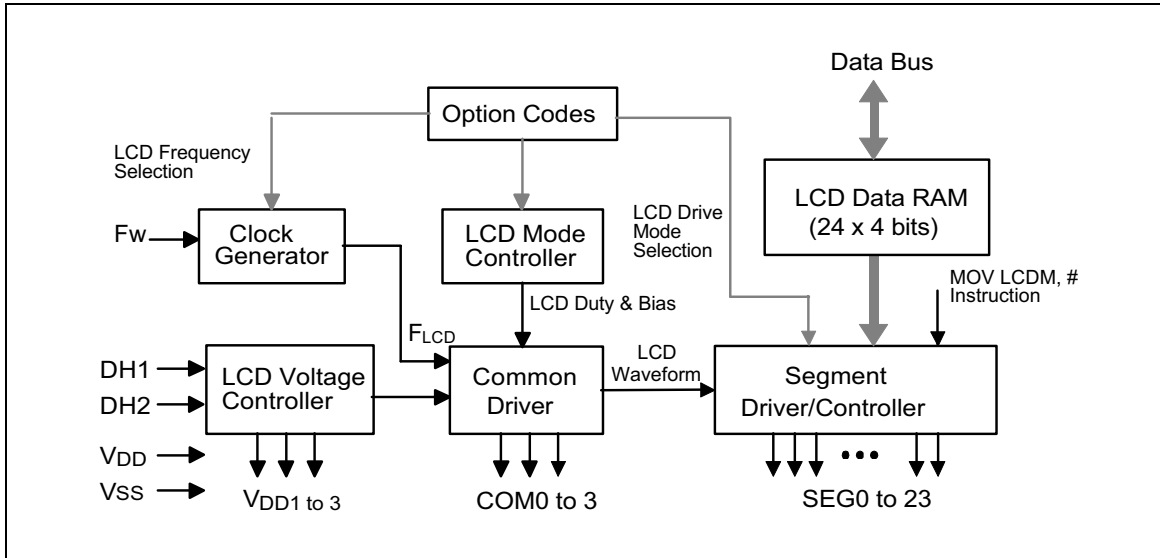 Data Bus
Option Codes
LCD Frequency
Selection
LCD Data RAM
(24 x 4 bits)
LCD Drive
Mode
Selection
Fw
Clock
Generator
LCD Mode
Controller
MOV LCDM, #
Instruction
LCD Duty & Bias
FLCD
DH1
DH2
LCD Voltage
Controller
Common
Driver
LCD
Waveform
Segment
Driver/Controller
VDD
VSS
VDD1 to 3
COM0 to 3
SEG0 to 23